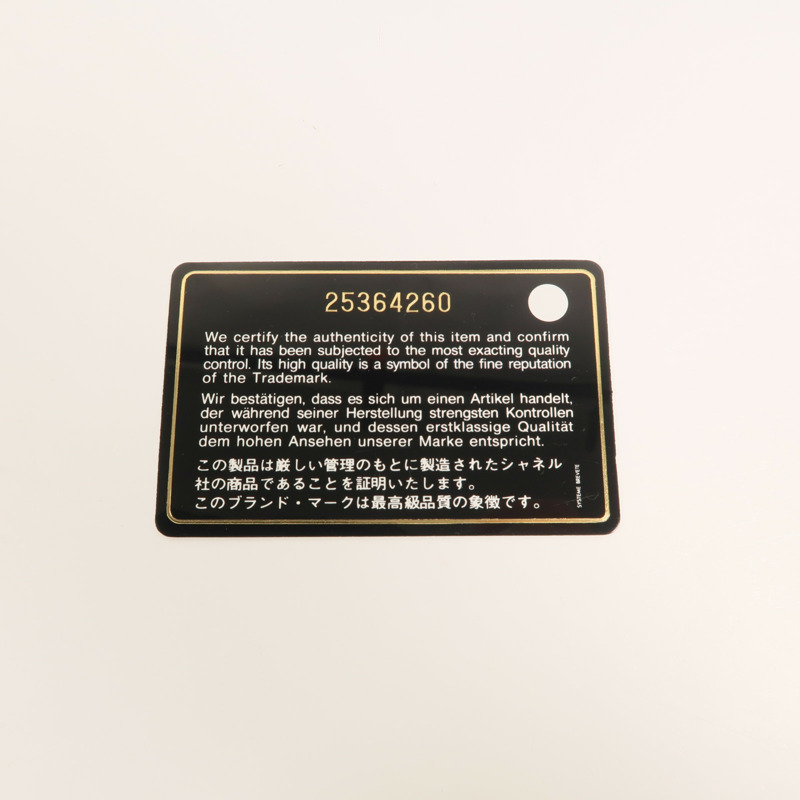 25364260
We certify the authenticity of this item and confirm
that it has been subjected to the most exacting quality
control. Its high quality is a symbol of the fine reputation
of the Trademark.
Wir bestätigen, dass es sich um einen Artikel handelt,
der während seiner Herstellung strengsten Kontrollen
unterworfen war, und dessen erstklassige Qualität
dem hohen Ansehen unserer Marke entspricht.
この製品は厳しい管理のもとに製造されたシャネル
社の商品であることを証明いたします。
このブランド・マークは最高級品質の象徴です。
SYSTEME BREVETE